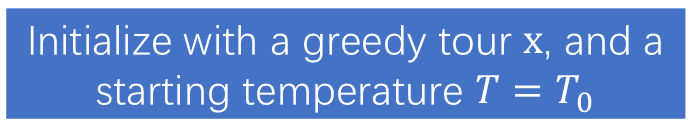 Initialize with a greedy tour x, and a
starting temperature T = T₀